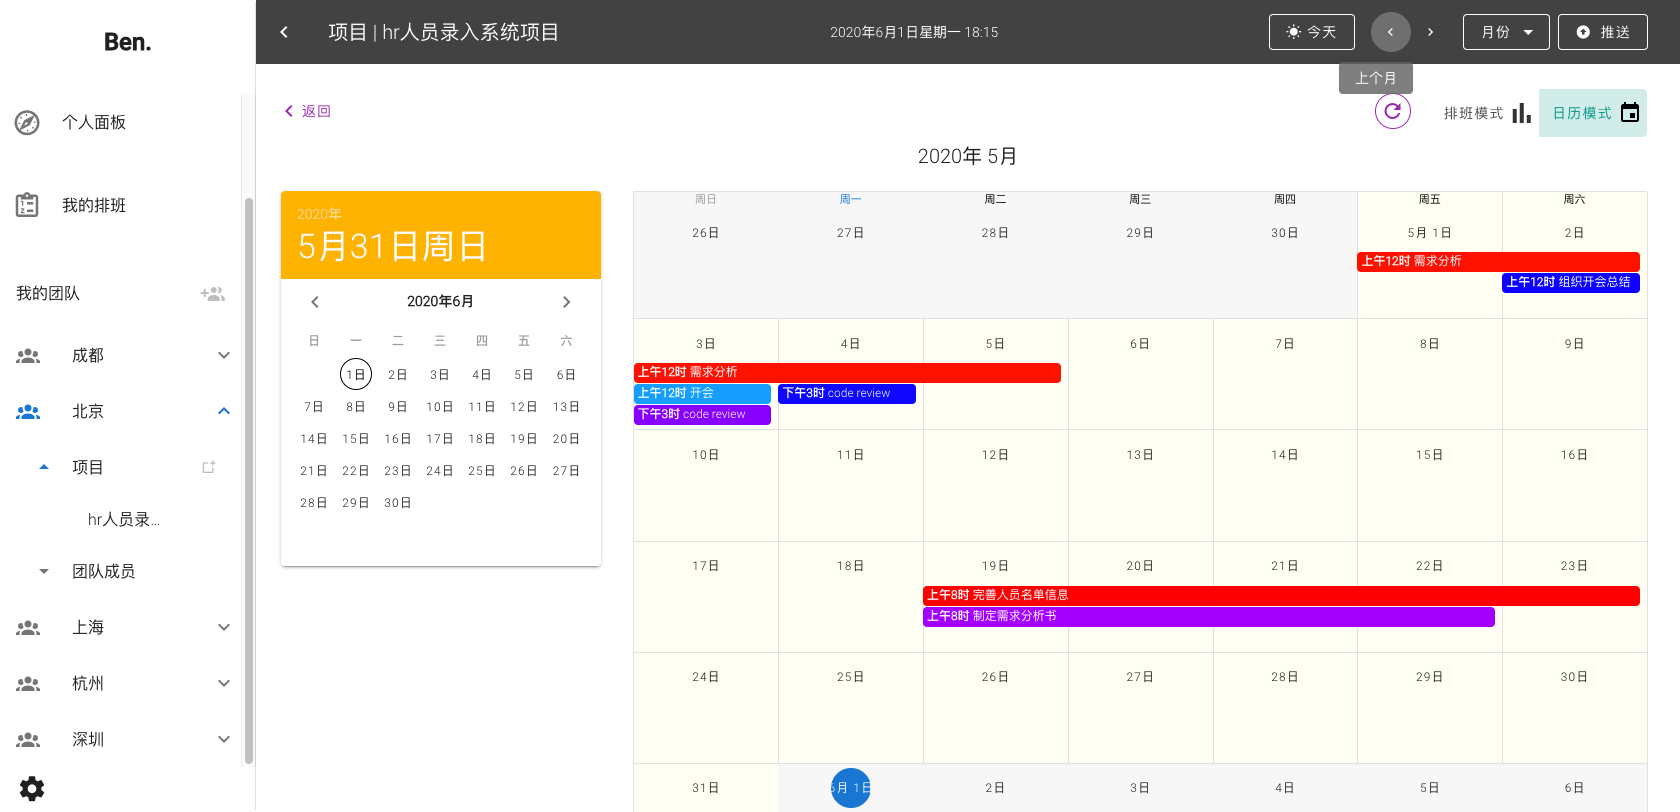 Ben.
个人面板
我的排班
我的团队
成都
北京
项目
hr人员录...
团队成员
上海
杭州
深圳
项目 | hr人员录入系统项目
2020年6月1日星期一 18:15
今天
月份
推送
上个月
返回
排班模式
日历模式
2020年 5月
2020年
5月31日周日
2020年6月
日 一 二 三 四 五 六
1日 2日 3日 4日 5日 6日
7日 8日 9日 10日 11日 12日 13日
14日 15日 16日 17日 18日 19日 20日
21日 22日 23日 24日 25日 26日 27日
28日 29日 30日
周日 周一 周二 周三 周四 周五 周六
26日 27日 28日 29日 30日 5月 1日 2日
上午12时 需求分析
上午12时 组织开会总结
3日 4日 5日 6日 7日 8日 9日
上午12时 需求分析
上午12时 开会
下午3时 code review
下午3时 code review
10日 11日 12日 13日 14日 15日 16日
17日 18日 19日 20日 21日 22日 23日
上午8时 完善人员名单信息
上午8时 制定需求分析书
24日 25日 26日 27日 28日 29日 30日
31日 6月 1日 2日 3日 4日 5日 6日